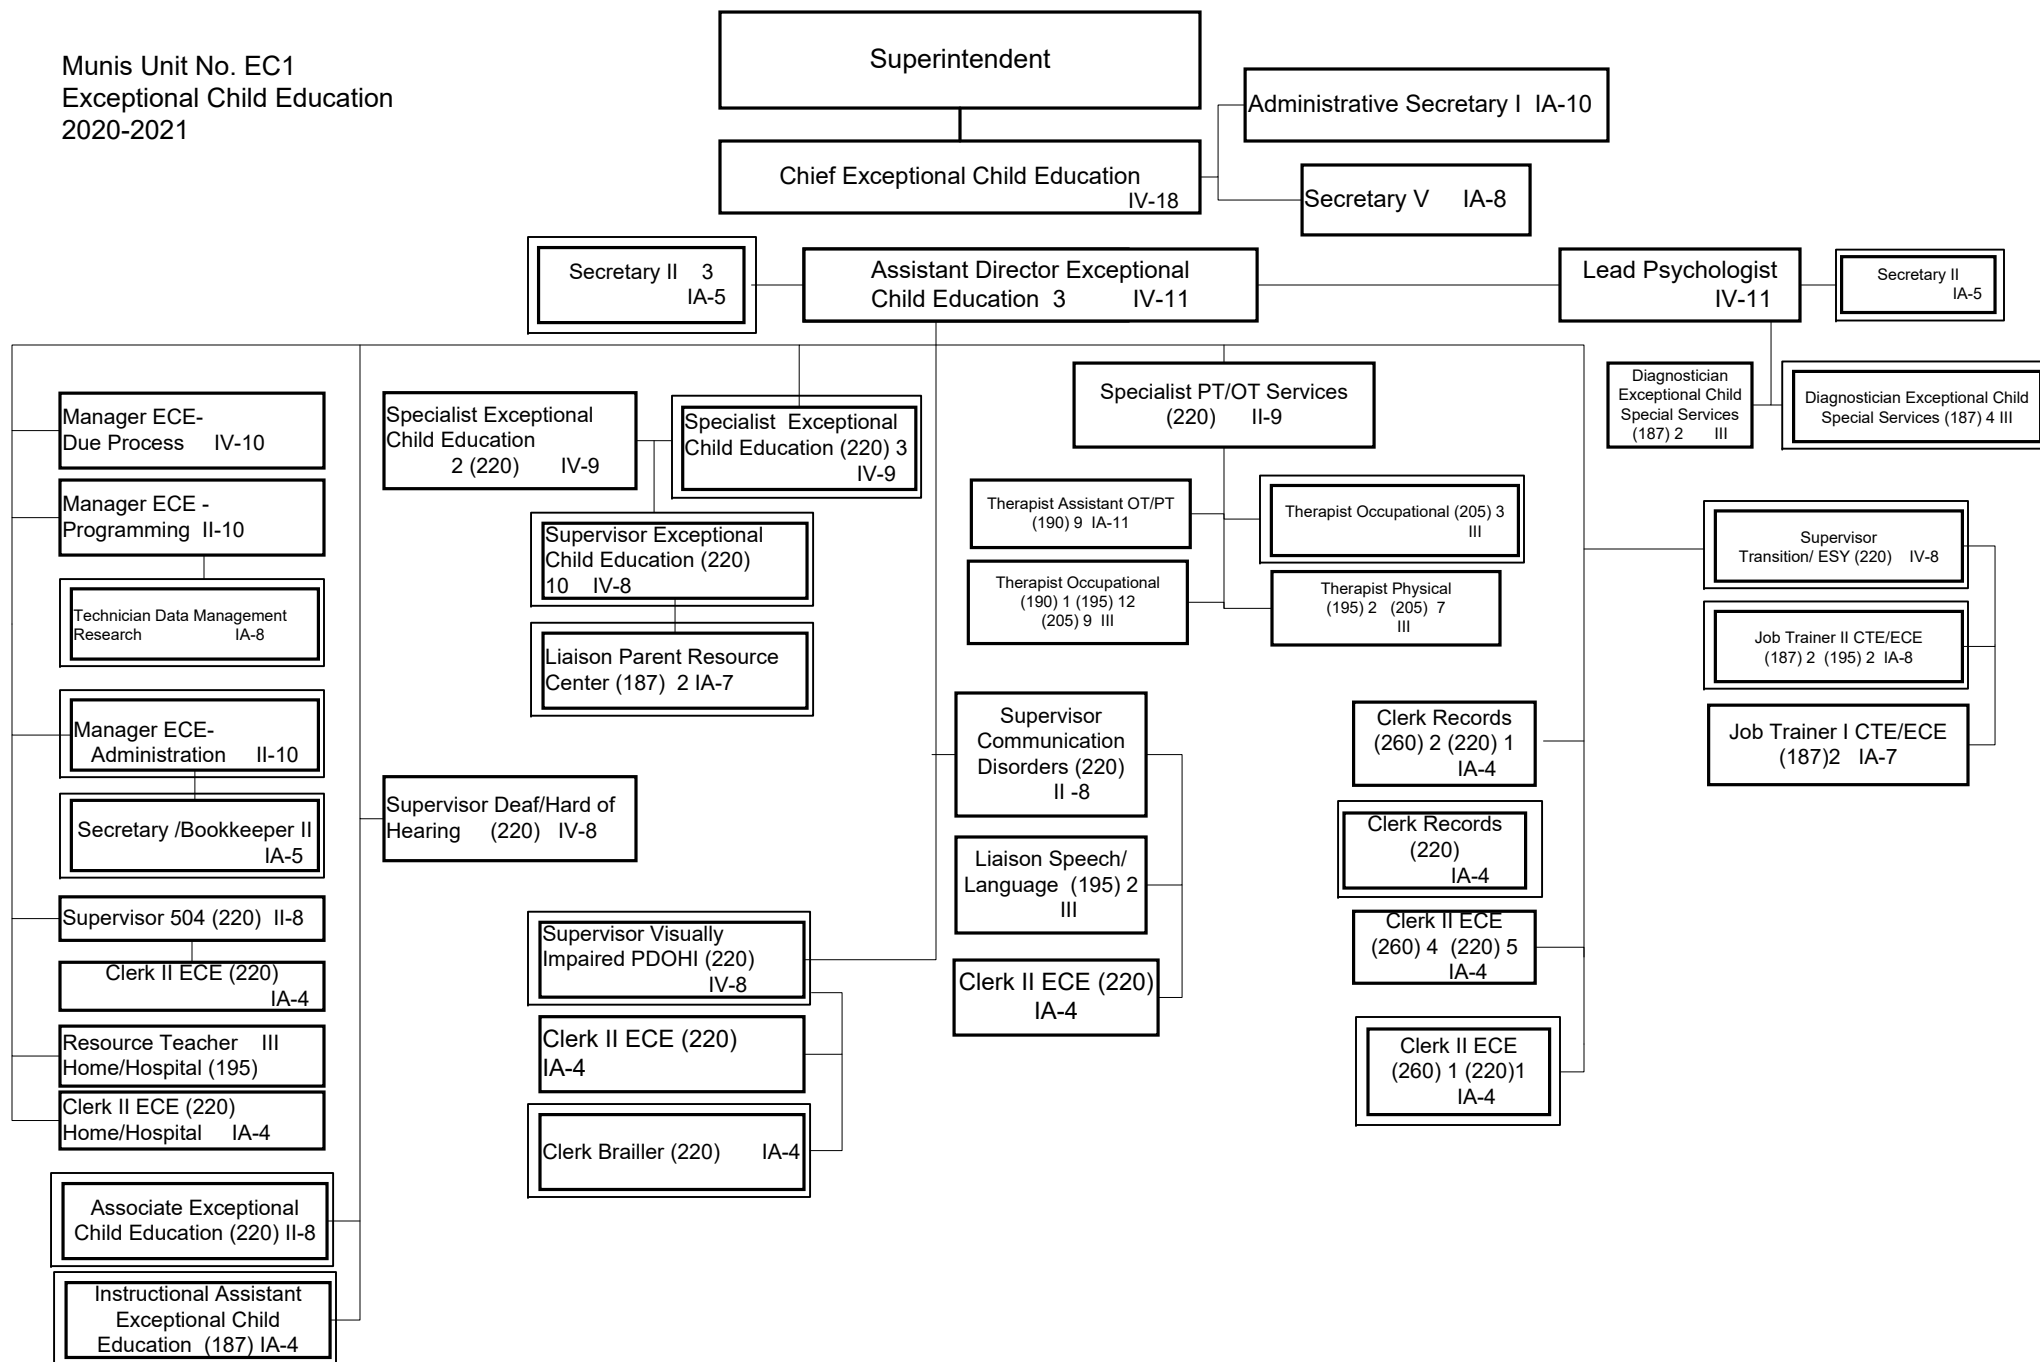 Munis Unit No. EC1
Exceptional Child Education
2020-2021
Superintendent
Chief Exceptional Child Education
IV-18
Administrative Secretary I IA-10
Secretary V IA-8
Secretary II 3
IA-5
Assistant Director Exceptional
Child Education 3 IV-11
Lead Psychologist
IV-11
Secretary II
IA-5
Manager ECE-
Due Process IV-10
Manager ECE -
Programming II-10
Technician Data Management
Research IA-8
Manager ECE-
Administration II-10
Secretary /Bookkeeper II
IA-5
Supervisor 504 (220) II-8
Clerk II ECE (220)
IA-4
Resource Teacher III
Home/Hospital (195)
Clerk II ECE (220)
Home/Hospital IA-4
Associate Exceptional
Child Education (220) II-8
Instructional Assistant
Exceptional Child
Education (187) IA-4
Specialist Exceptional
Child Education
2 (220) IV-9
Specialist Exceptional
Child Education (220) 3
IV-9
Supervisor Exceptional
Child Education (220)
10 IV-8
Liaison Parent Resource
Center (187) 2 IA-7
Supervisor Deaf/Hard of
Hearing (220) IV-8
Supervisor Visually
Impaired PDOHI (220)
IV-8
Clerk II ECE (220)
IA-4
Clerk Brailler (220) IA-4
Specialist PT/OT Services
(220) II-9
Therapist Assistant OT/PT
(190) 9 IA-11
Therapist Occupational (205) 3
III
Therapist Occupational
(190) 1 (195) 12
(205) 9 III
Therapist Physical
(195) 2 (205) 7
III
Supervisor
Communication
Disorders (220)
II -8
Liaison Speech/
Language (195) 2
III
Clerk II ECE (220)
IA-4
Clerk Records
(260) 2 (220) 1
IA-4
Clerk Records
(220)
IA-4
Clerk II ECE
(260) 4 (220) 5
IA-4
Clerk II ECE
(260) 1 (220)1
IA-4
Diagnostician
Exceptional Child
Special Services
(187) 2 III
Diagnostician Exceptional Child
Special Services (187) 4 III
Supervisor
Transition/ ESY (220) IV-8
Job Trainer II CTE/ECE
(187) 2 (195) 2 IA-8
Job Trainer I CTE/ECE
(187)2 IA-7